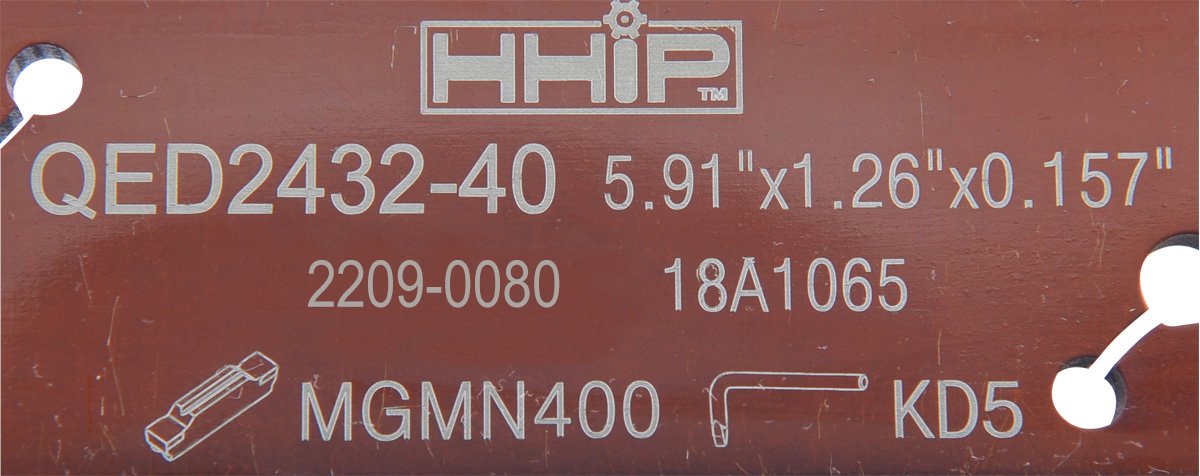 HHIP™
QED2432-40 5.91"x1.26"x0.157"
2209-0080 18A1065
MGMN400 KD5